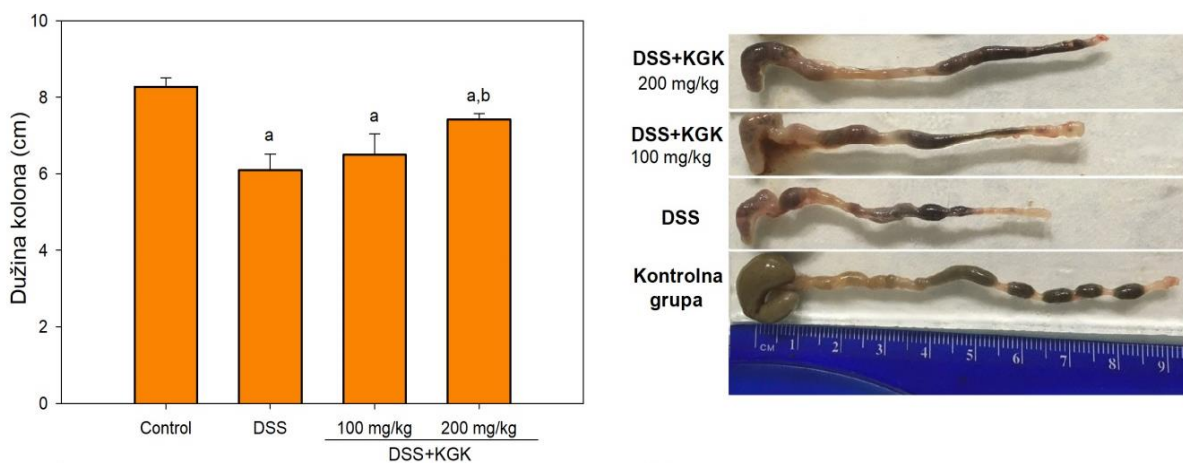 10
8
6
4
2
0
Dužina kolona (cm)
a
a
a,b
Control
DSS
100 mg/kg
200 mg/kg
DSS+KGK
DSS+KGK
200 mg/kg
DSS+KGK
100 mg/kg
DSS
Kontrolna
grupa
СМ 1 2 3 4 5 6 7 8 9